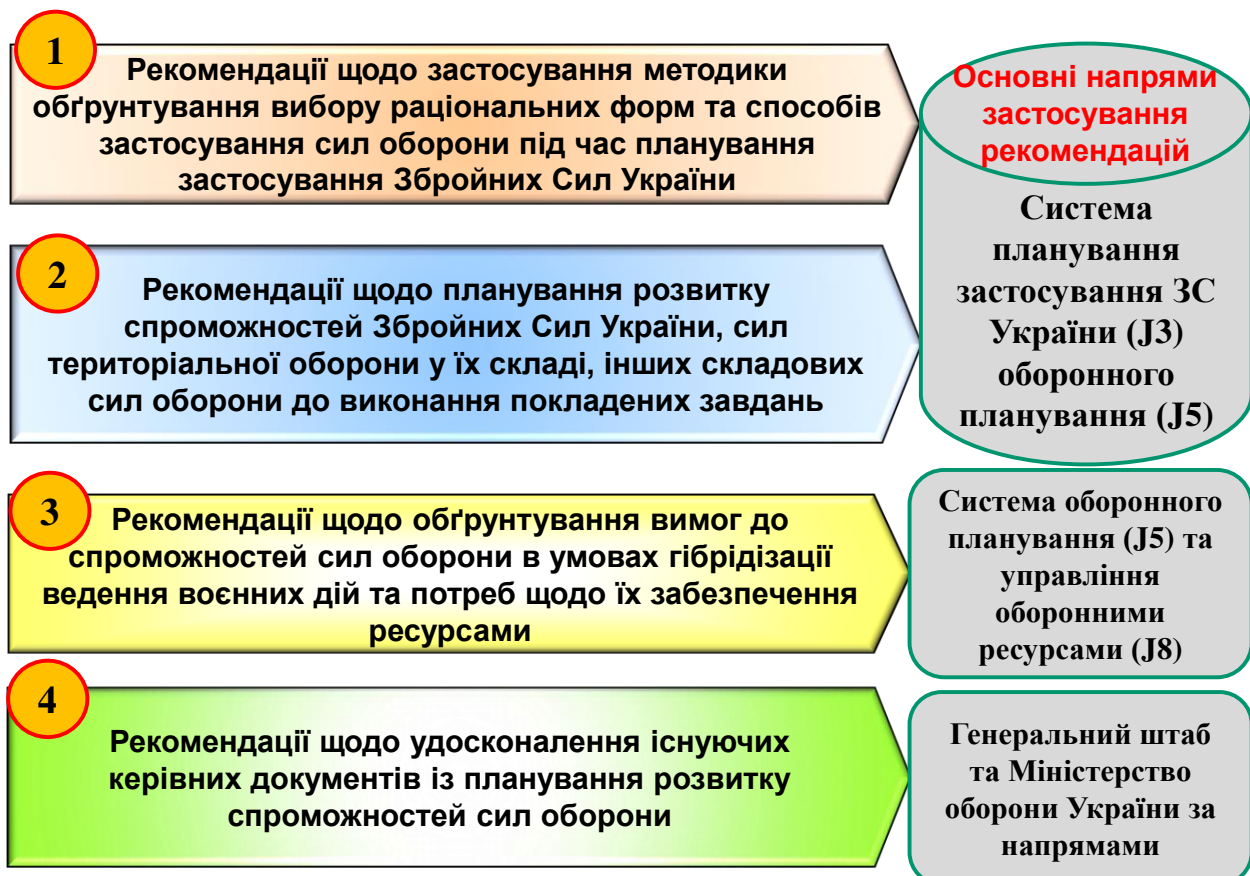 1
Рекомендації щодо застосування методики
обґрунтування вибору раціональних форм та способів
застосування сил оборони під час планування
застосування Збройних Сил України
Основні напрями
застосування
рекомендацій
Система
планування
застосування ЗС
України (J3)
оборонного
планування (J5)
2
Рекомендації щодо планування розвитку
спроможностей Збройних Сил України, сил
територіальної оборони у їх складі, інших складових
сил оборони до виконання покладених завдань
3
Рекомендації щодо обґрунтування вимог до
спроможностей сил оборони в умовах гібрідізації
ведення воєнних дій та потреб щодо їх забезпечення
ресурсами
Система оборонного
планування (J5) та
управління
оборонними
ресурсами (J8)
4
Рекомендації щодо удосконалення існуючих
керівних документів із планування розвитку
спроможностей сил оборони
Генеральний штаб
та Міністерство
оборони України за
напрямами